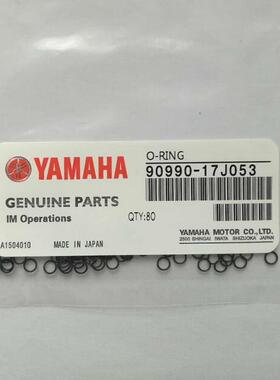 O-RING
YAMAHA
90990-17J053
GENUINE PARTS
IM Operations
QTY:80
A1504010
MADE IN JAPAN
YAMAHA MOTOR CO.,LTD.
2500 SHINGAI IWATA SHIZUOKA JAPAN